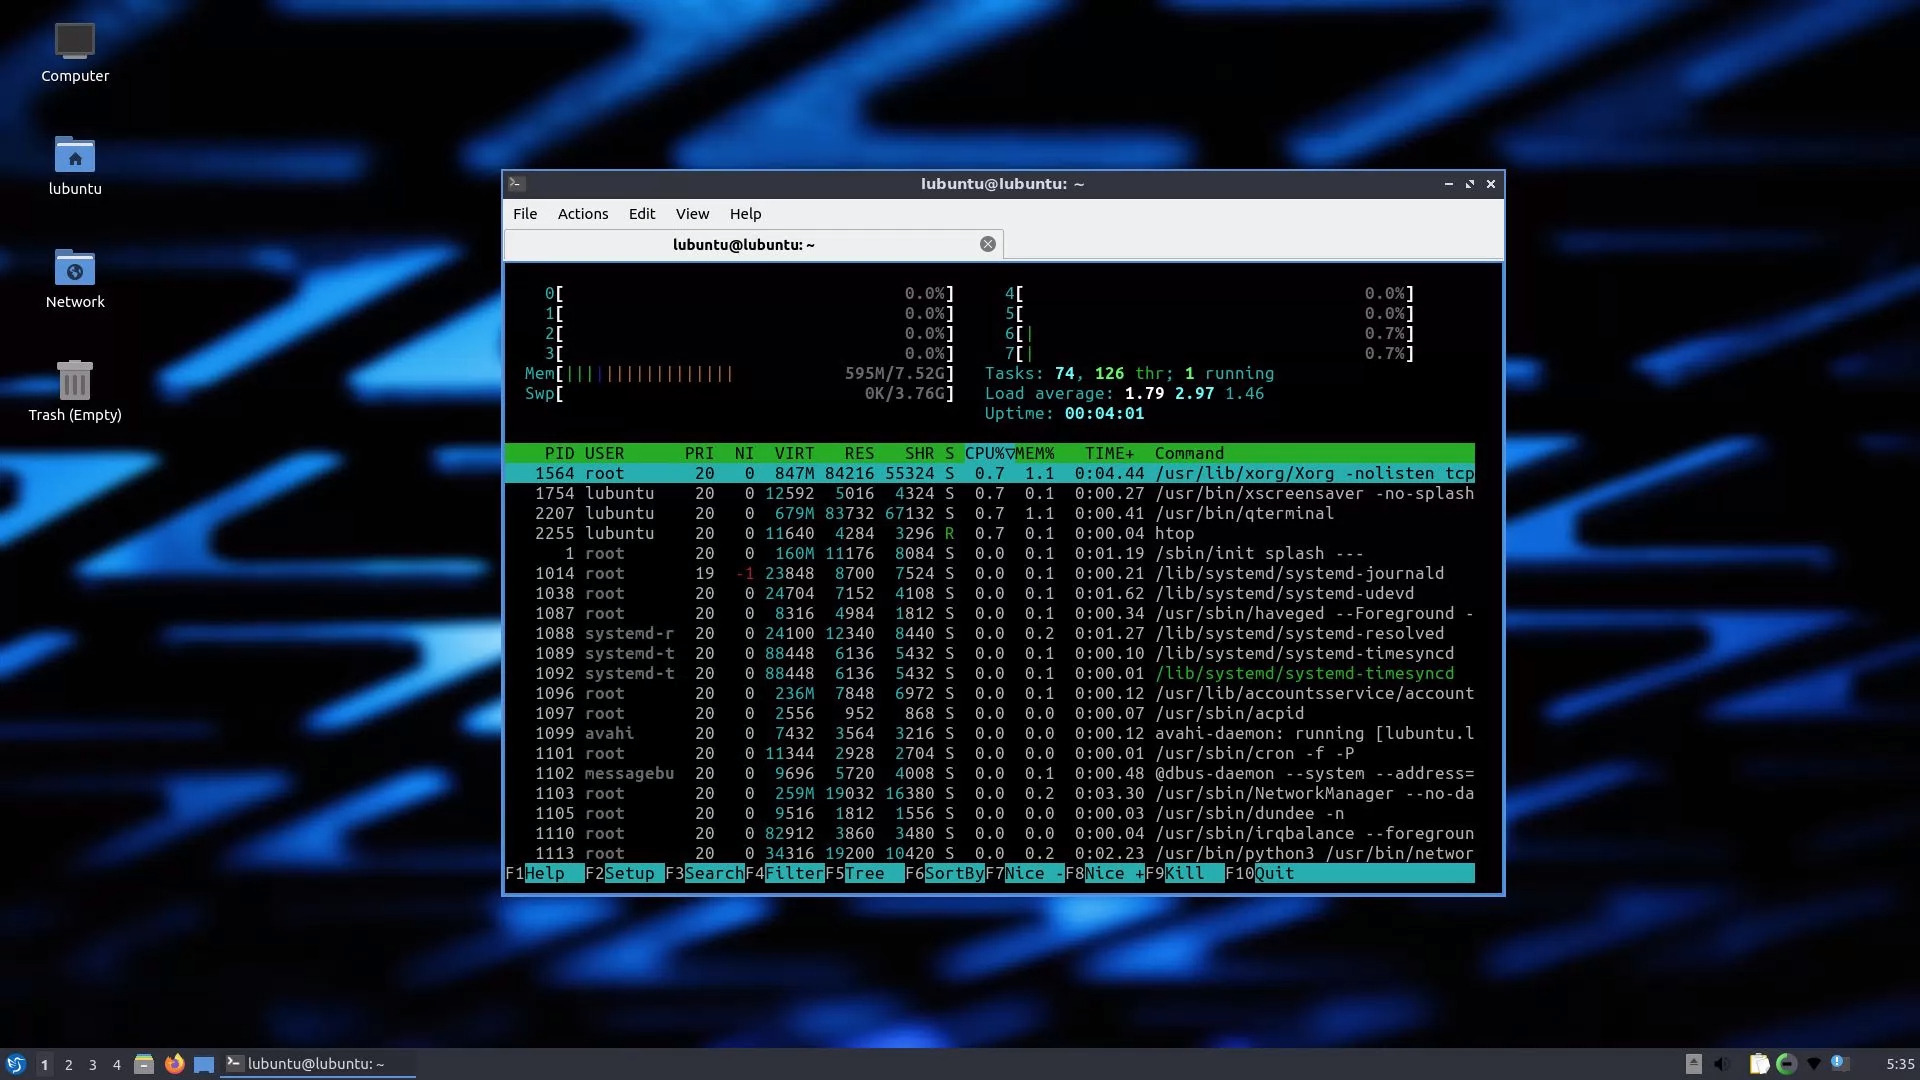 Computer
lubuntu
Network
Trash (Empty)
lubuntu@lubuntu: ~
File Actions Edit View Help
lubuntu@lubuntu: ~
0[ 0.0%] 4[ 0.0%]
1[ 0.0%] 5[ 0.0%]
2[ 0.0%] 6[| 0.7%]
3[ 0.0%] 7[| 0.7%]
Mem[||||||||||||||||| 595M/7.52G] Tasks: 74, 126 thr; 1 running
Swp[ 0K/3.76G] Load average: 1.79 2.97 1.46
Uptime: 00:04:01
PID USER PRI NI VIRT RES SHR S CPU%▽MEM% TIME+ Command
1564 root 20 0 847M 84216 55324 S 0.7 1.1 0:04.44 /usr/lib/xorg/Xorg -nolisten tcp
1754 lubuntu 20 0 12592 5016 4324 S 0.7 0.1 0:00.27 /usr/bin/xscreensaver -no-splash
2207 lubuntu 20 0 679M 83732 67132 S 0.7 1.1 0:00.41 /usr/bin/qterminal
2255 lubuntu 20 0 11640 4284 3296 R 0.7 0.1 0:00.04 htop
1 root 20 0 160M 11176 8084 S 0.0 0.1 0:01.19 /sbin/init splash ---
1014 root 19 -1 23848 8700 7524 S 0.0 0.1 0:00.21 /lib/systemd/systemd-journald
1038 root 20 0 24704 7152 4108 S 0.0 0.1 0:01.62 /lib/systemd/systemd-udevd
1087 root 20 0 8316 4984 1812 S 0.0 0.1 0:00.34 /usr/sbin/haveged --Foreground -
1088 systemd-r 20 0 24100 12340 8440 S 0.0 0.2 0:01.27 /lib/systemd/systemd-resolved
1089 systemd-t 20 0 88448 6136 5432 S 0.0 0.1 0:00.10 /lib/systemd/systemd-timesyncd
1092 systemd-t 20 0 88448 6136 5432 S 0.0 0.1 0:00.01 /lib/systemd/systemd-timesyncd
1096 root 20 0 236M 7848 6972 S 0.0 0.1 0:00.12 /usr/lib/accountsservice/account
1097 root 20 0 2556 952 868 S 0.0 0.0 0:00.07 /usr/sbin/acpid
1099 avahi 20 0 7432 3564 3216 S 0.0 0.0 0:00.12 avahi-daemon: running [lubuntu.l
1101 root 20 0 11344 2928 2704 S 0.0 0.0 0:00.01 /usr/sbin/cron -f -P
1102 messagebu 20 0 9696 5720 4008 S 0.0 0.1 0:00.48 @dbus-daemon --system --address=
1103 root 20 0 259M 19032 16380 S 0.0 0.2 0:03.30 /usr/sbin/NetworkManager --no-da
1105 root 20 0 9516 1812 1556 S 0.0 0.0 0:00.03 /usr/sbin/dundee -n
1110 root 20 0 82912 3860 3480 S 0.0 0.0 0:00.04 /usr/sbin/irqbalance --foregroun
1113 root 20 0 34316 19200 10420 S 0.0 0.2 0:02.23 /usr/bin/python3 /usr/bin/networ
F1Help F2Setup F3SearchF4FilterF5Tree F6SortByF7Nice -F8Nice +F9Kill F10Quit
1 2 3 4 lubuntu@lubuntu: ~ 5:35